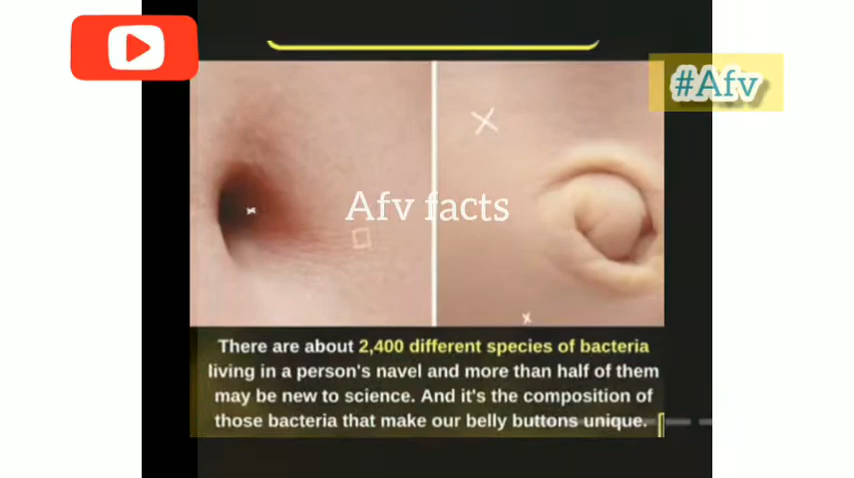 #Afv
Afv facts
There are about 2,400 different species of bacteria
living in a person's navel and more than half of them
may be new to science. And it's the composition of
those bacteria that make our belly buttons unique.